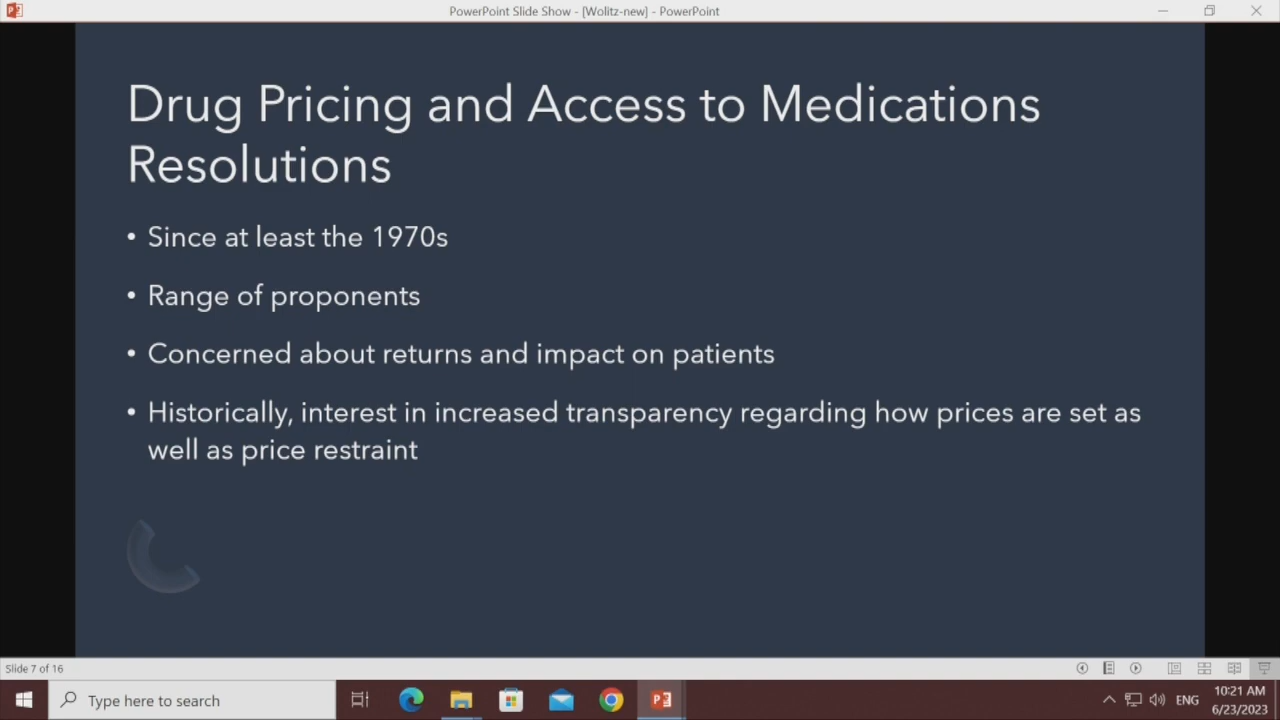 PowerPoint Slide Show - [Wolitz-new] - PowerPoint
Drug Pricing and Access to Medications
Resolutions
• Since at least the 1970s
• Range of proponents
• Concerned about returns and impact on patients
• Historically, interest in increased transparency regarding how prices are set as
well as price restraint
Slide 7 of 16
Type here to search
ENG
10:21 AM
6/23/2023